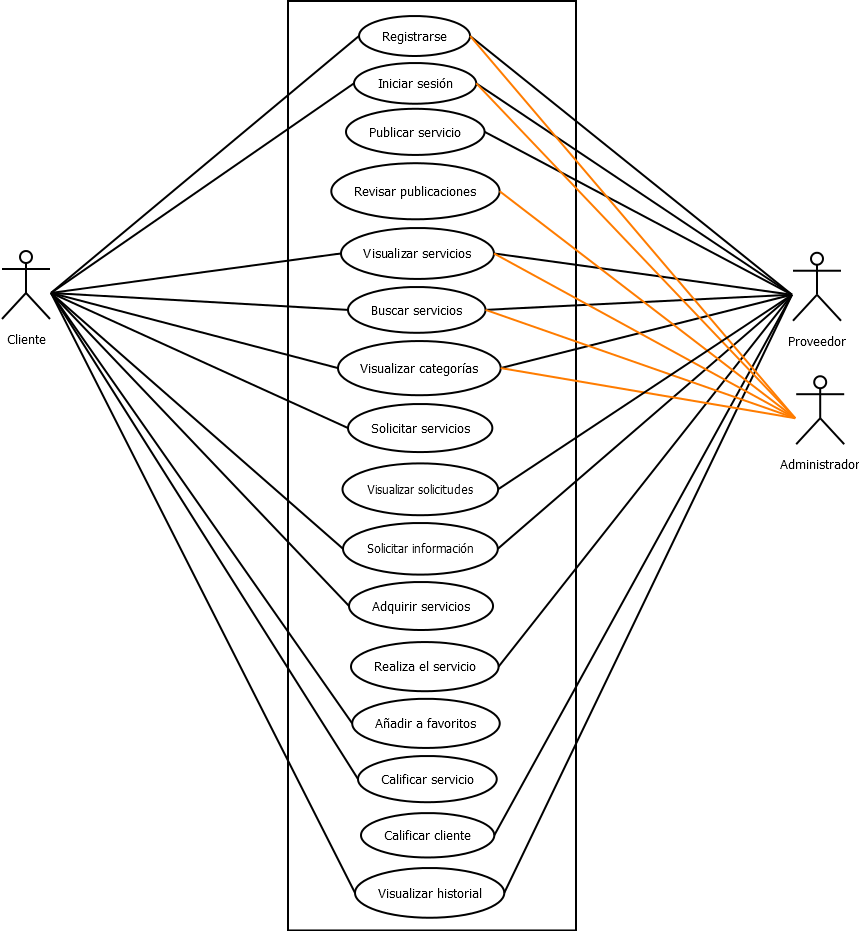 Registrarse
Iniciar sesión
Publicar servicio
Revisar publicaciones
Visualizar servicios
Buscar servicios
Visualizar categorías
Solicitar servicios
Visualizar solicitudes
Solicitar información
Adquirir servicios
Realiza el servicio
Añadir a favoritos
Calificar servicio
Calificar cliente
Visualizar historial
Cliente
Proveedor
Administrador